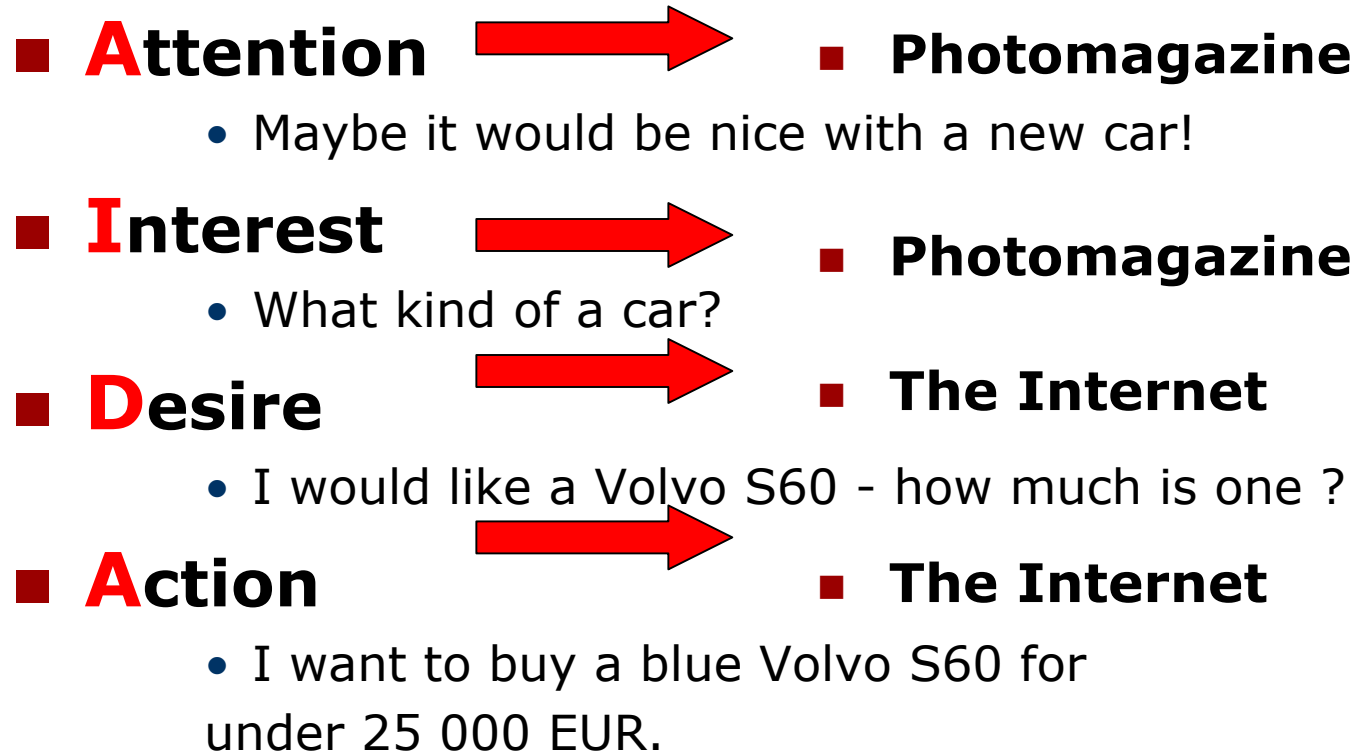 Attention
Photomagazine
Maybe it would be nice with a new car!
Interest
Photomagazine
What kind of a car?
Desire
The Internet
I would like a Volvo S60 - how much is one ?
Action
The Internet
I want to buy a blue Volvo S60 for
under 25 000 EUR.